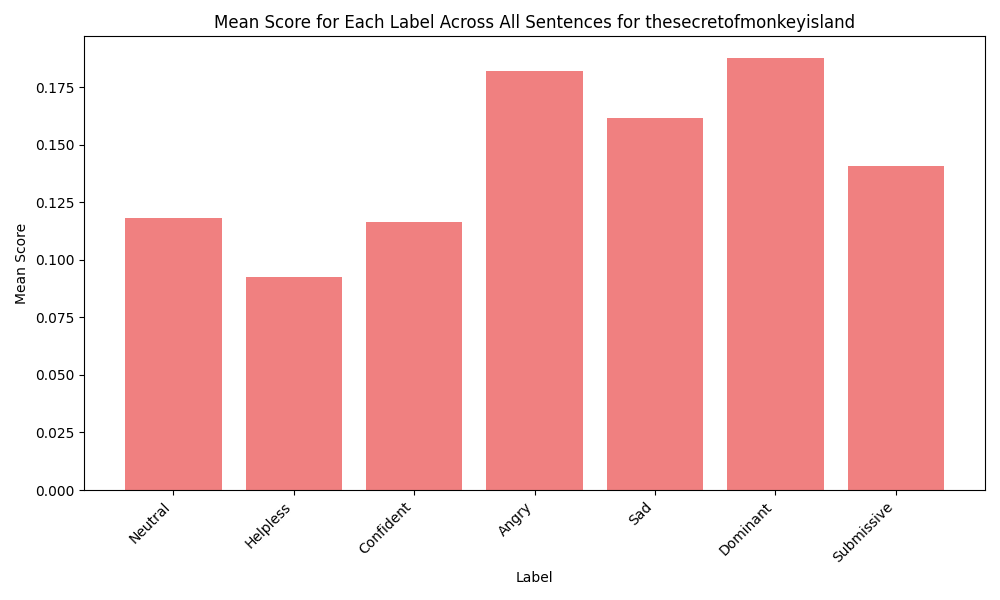 Mean Score for Each Label Across All Sentences for thesecretofmonkeyisland
Mean Score
0.175
0.150
0.125
0.100
0.075
0.050
0.025
0.000
Neutral
Helpless
Confident
Angry
Sad
Dominant
Submissive
Label